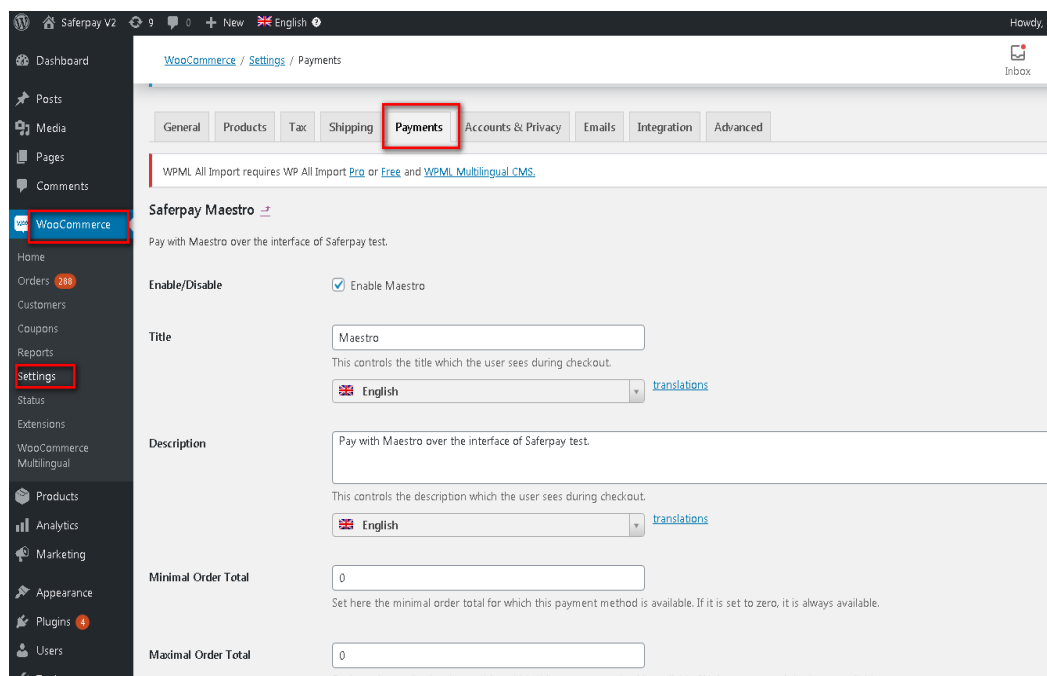 Saferpay V2 9 0 + New English Howdy,
Dashboard
Posts
Media
Pages
Comments
WooCommerce
Home
Orders 288
Customers
Coupons
Reports
Settings
Status
Extensions
WooCommerce
Multilingual
Products
Analytics
Marketing
Appearance
Plugins 4
Users
WooCommerce / Settings / Payments
Inbox
General Products Tax Shipping Payments Accounts & Privacy Emails Integration Advanced
WPML All Import requires WP All Import Pro or Free and WPML Multilingual CMS.
Saferpay Maestro
Pay with Maestro over the interface of Saferpay test.
Enable/Disable Enable Maestro
Title Maestro
This controls the title which the user sees during checkout.
English translations
Description Pay with Maestro over the interface of Saferpay test.
This controls the description which the user sees during checkout.
English translations
Minimal Order Total 0
Set here the minimal order total for which this payment method is available. If it is set to zero, it is always available.
Maximal Order Total 0